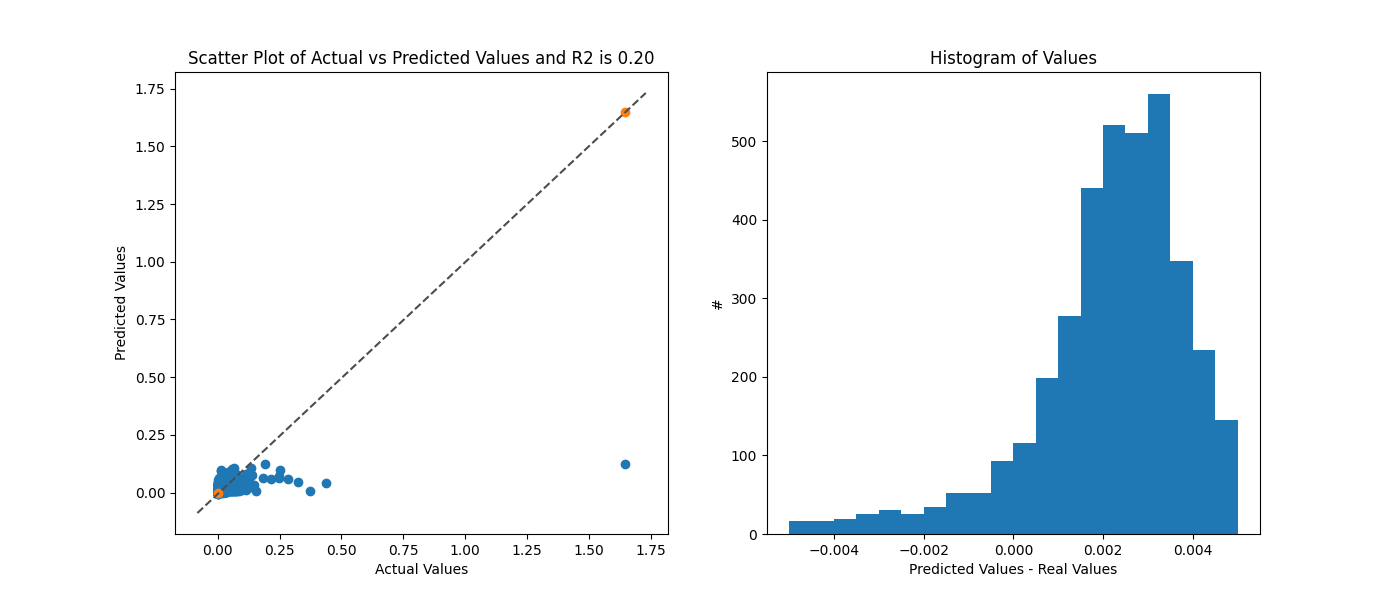 Scatter Plot of Actual vs Predicted Values and R2 is 0.20
1.75
1.50
1.25
1.00
0.75
0.50
0.25
0.00
Predicted Values
0.00 0.25 0.50 0.75 1.00 1.25 1.50 1.75
Actual Values
Histogram of Values
500
400
300
200
100
0
#
−0.004 −0.002 0.000 0.002 0.004
Predicted Values - Real Values